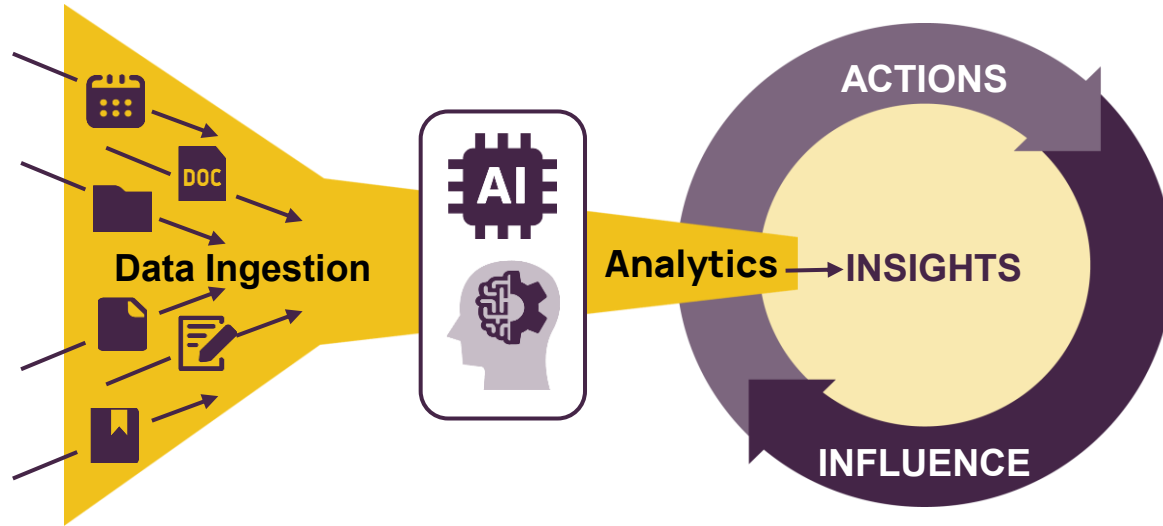 DOC
Data Ingestion
AI
Analytics
INSIGHTS
ACTIONS
INFLUENCE